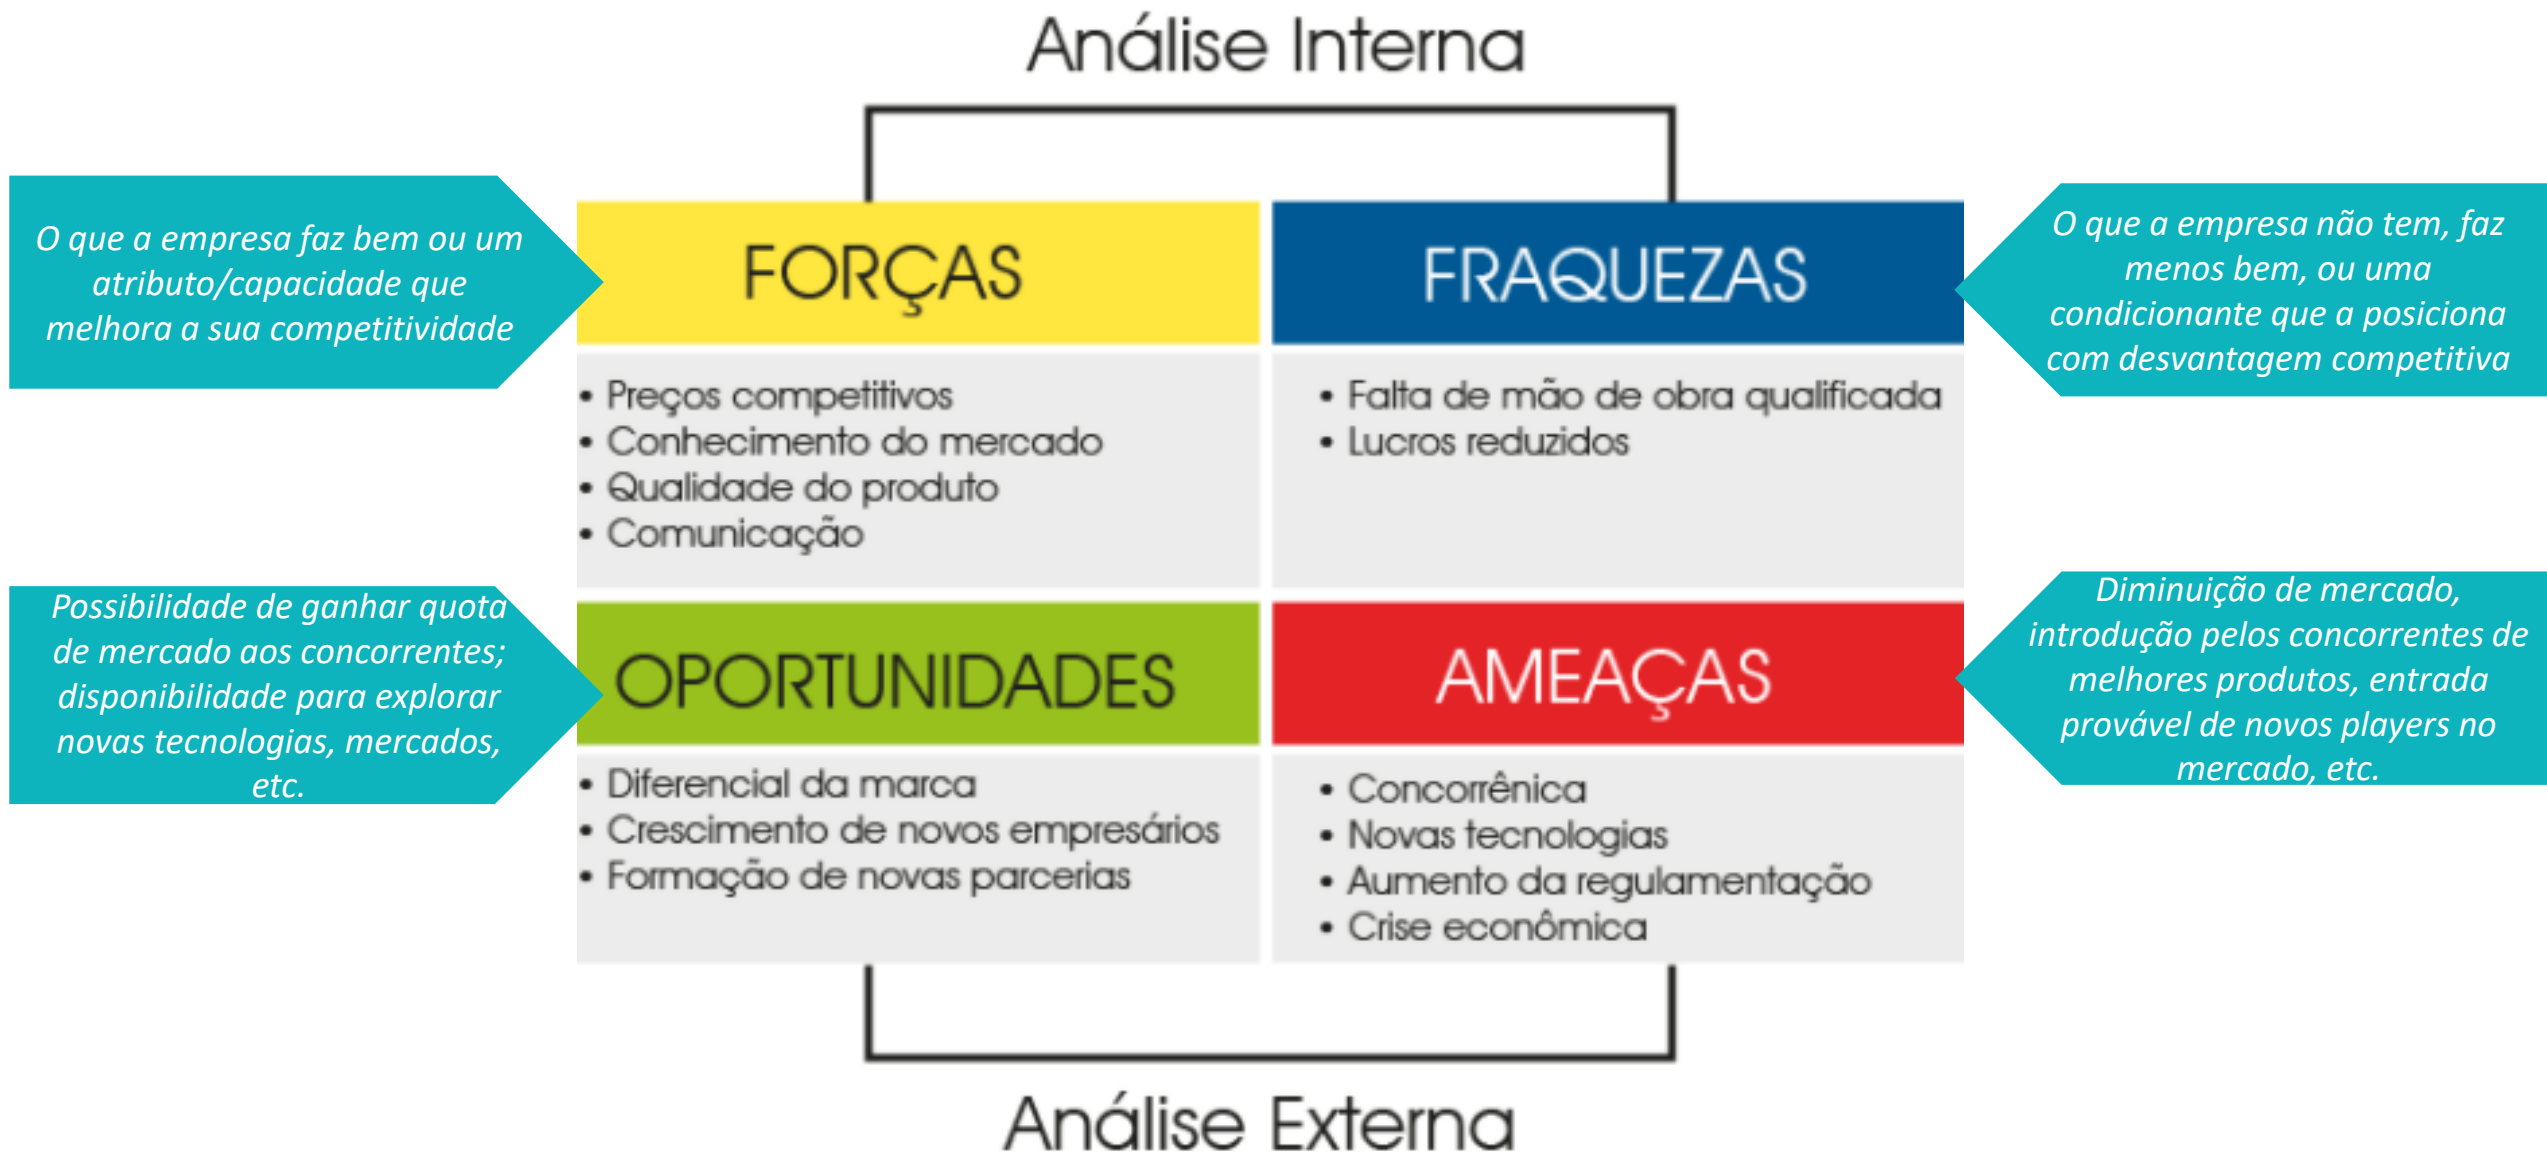 Análise Interna
O que a empresa faz bem ou um
atributo/capacidade que
melhora a sua competitividade
FORÇAS
• Preços competitivos
• Conhecimento do mercado
• Qualidade do produto
• Comunicação
FRAQUEZAS
• Falta de mão de obra qualificada
• Lucros reduzidos
O que a empresa não tem, faz
menos bem, ou uma
condicionante que a posiciona
com desvantagem competitiva
Possibilidade de ganhar quota
de mercado aos concorrentes;
disponibilidade para explorar
novas tecnologias, mercados,
etc.
OPORTUNIDADES
• Diferencial da marca
• Crescimento de novos empresários
• Formação de novas parcerias
AMEAÇAS
• Concorrênica
• Novas tecnologias
• Aumento da regulamentação
• Crise econômica
Diminuição de mercado,
introdução pelos concorrentes de
melhores produtos, entrada
provável de novos players no
mercado, etc.
Análise Externa